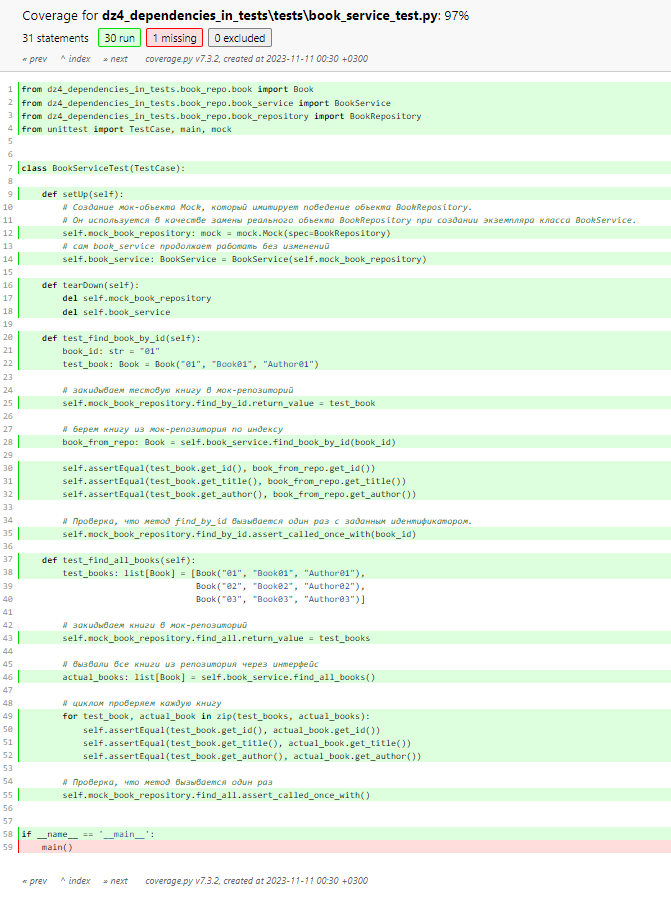 Coverage for dz4_dependencies_in_tests\tests\book_service_test.py: 97%
31 statements 30 run 1 missing 0 excluded
« prev ^ index » next coverage.py v7.3.2, created at 2023-11-11 00:30 +0300
1 from dz4_dependencies_in_tests.book_repo.book import Book
2 from dz4_dependencies_in_tests.book_repo.book_service import BookService
3 from dz4_dependencies_in_tests.book_repo.book_repository import BookRepository
4 from unittest import TestCase, main, mock
5
6
7 class BookServiceTest(TestCase):
8
9     def setUp(self):
10         # Создание мок-объекта Mock, который имитирует поведение объекта BookRepository.
11         # Он используется в качестве замены реального объекта BookRepository при создании экземпляра класса BookService.
12         self.mock_book_repository: mock = mock.Mock(spec=BookRepository)
13         # сам book_service продолжает работать без изменений
14         self.book_service: BookService = BookService(self.mock_book_repository)
15
16     def tearDown(self):
17         del self.mock_book_repository
18         del self.book_service
19
20     def test_find_book_by_id(self):
21         book_id: str = "01"
22         test_book: Book = Book("01", "Book01", "Author01")
23
24         # закидываем тестовую книгу в мок-репозиторий
25         self.mock_book_repository.find_by_id.return_value = test_book
26
27         # берем книгу из мок-репозитория по индексу
28         book_from_repo: Book = self.book_service.find_book_by_id(book_id)
29
30         self.assertEqual(test_book.get_id(), book_from_repo.get_id())
31         self.assertEqual(test_book.get_title(), book_from_repo.get_title())
32         self.assertEqual(test_book.get_author(), book_from_repo.get_author())
33
34         # Проверка, что метод find_by_id вызывается один раз с заданным идентификатором.
35         self.mock_book_repository.find_by_id.assert_called_once_with(book_id)
36
37     def test_find_all_books(self):
38         test_books: list[Book] = [Book("01", "Book01", "Author01"),
39                                   Book("02", "Book02", "Author02"),
40                                   Book("03", "Book03", "Author03")]
41
42         # закидываем книги в мок-репозиторий
43         self.mock_book_repository.find_all.return_value = test_books
44
45         # вызвали все книги из репозитория через интерфейс
46         actual_books: list[Book] = self.book_service.find_all_books()
47
48         # циклом проверяем каждую книгу
49         for test_book, actual_book in zip(test_books, actual_books):
50             self.assertEqual(test_book.get_id(), actual_book.get_id())
51             self.assertEqual(test_book.get_title(), actual_book.get_title())
52             self.assertEqual(test_book.get_author(), actual_book.get_author())
53
54         # Проверка, что метод вызывается один раз
55         self.mock_book_repository.find_all.assert_called_once_with()
56
57
58 if __name__ == '__main__':
59     main()
« prev ^ index » next coverage.py v7.3.2, created at 2023-11-11 00:30 +0300